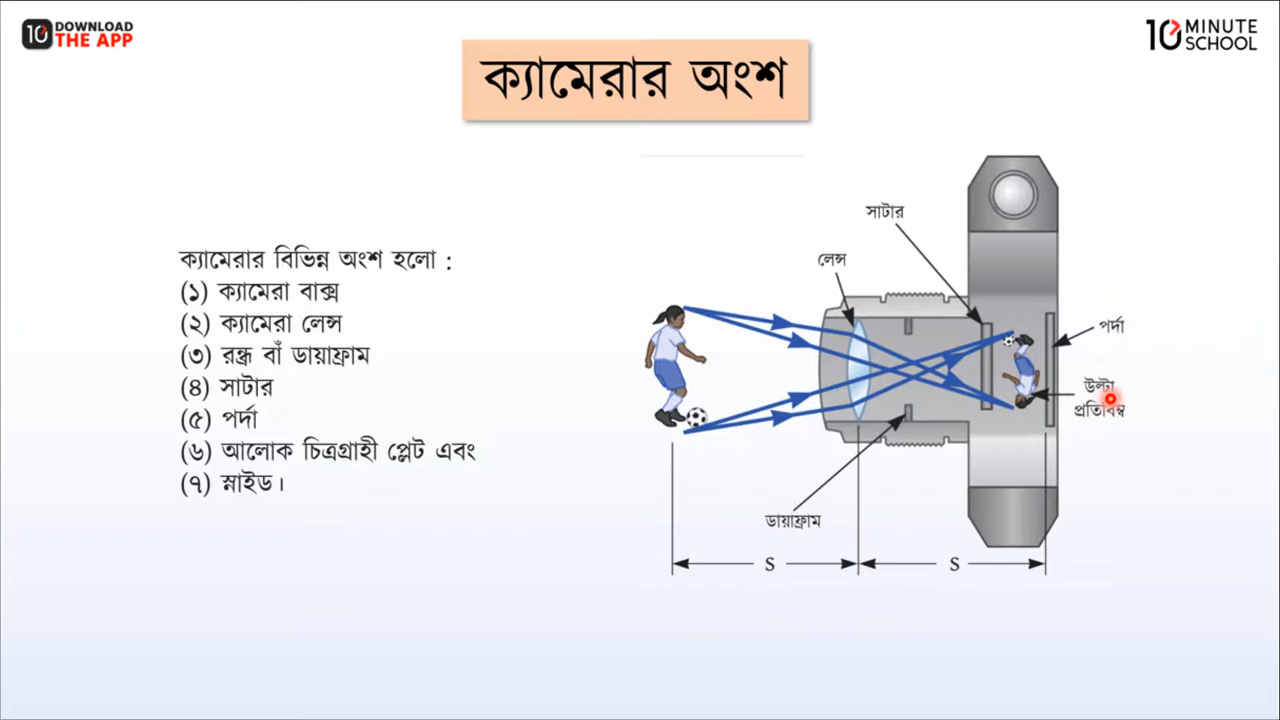 DOWNLOAD
THE APP
10 MINUTE
SCHOOL
ক্যামেরার অংশ
ক্যামেরার বিভিন্ন অংশ হলো :
(১) ক্যামেরা বাক্স
(২) ক্যামেরা লেন্স
(৩) রন্ধ্র বাঁ ডায়াফ্রাম
(৪) সাটার
(৫) পর্দা
(৬) আলোক চিত্রগ্রাহী প্লেট এবং
(৭) স্লাইড।
সাটার
লেন্স
পর্দা
উল্টা
প্রতিবিম্ব
ডায়াফ্রাম
S
S